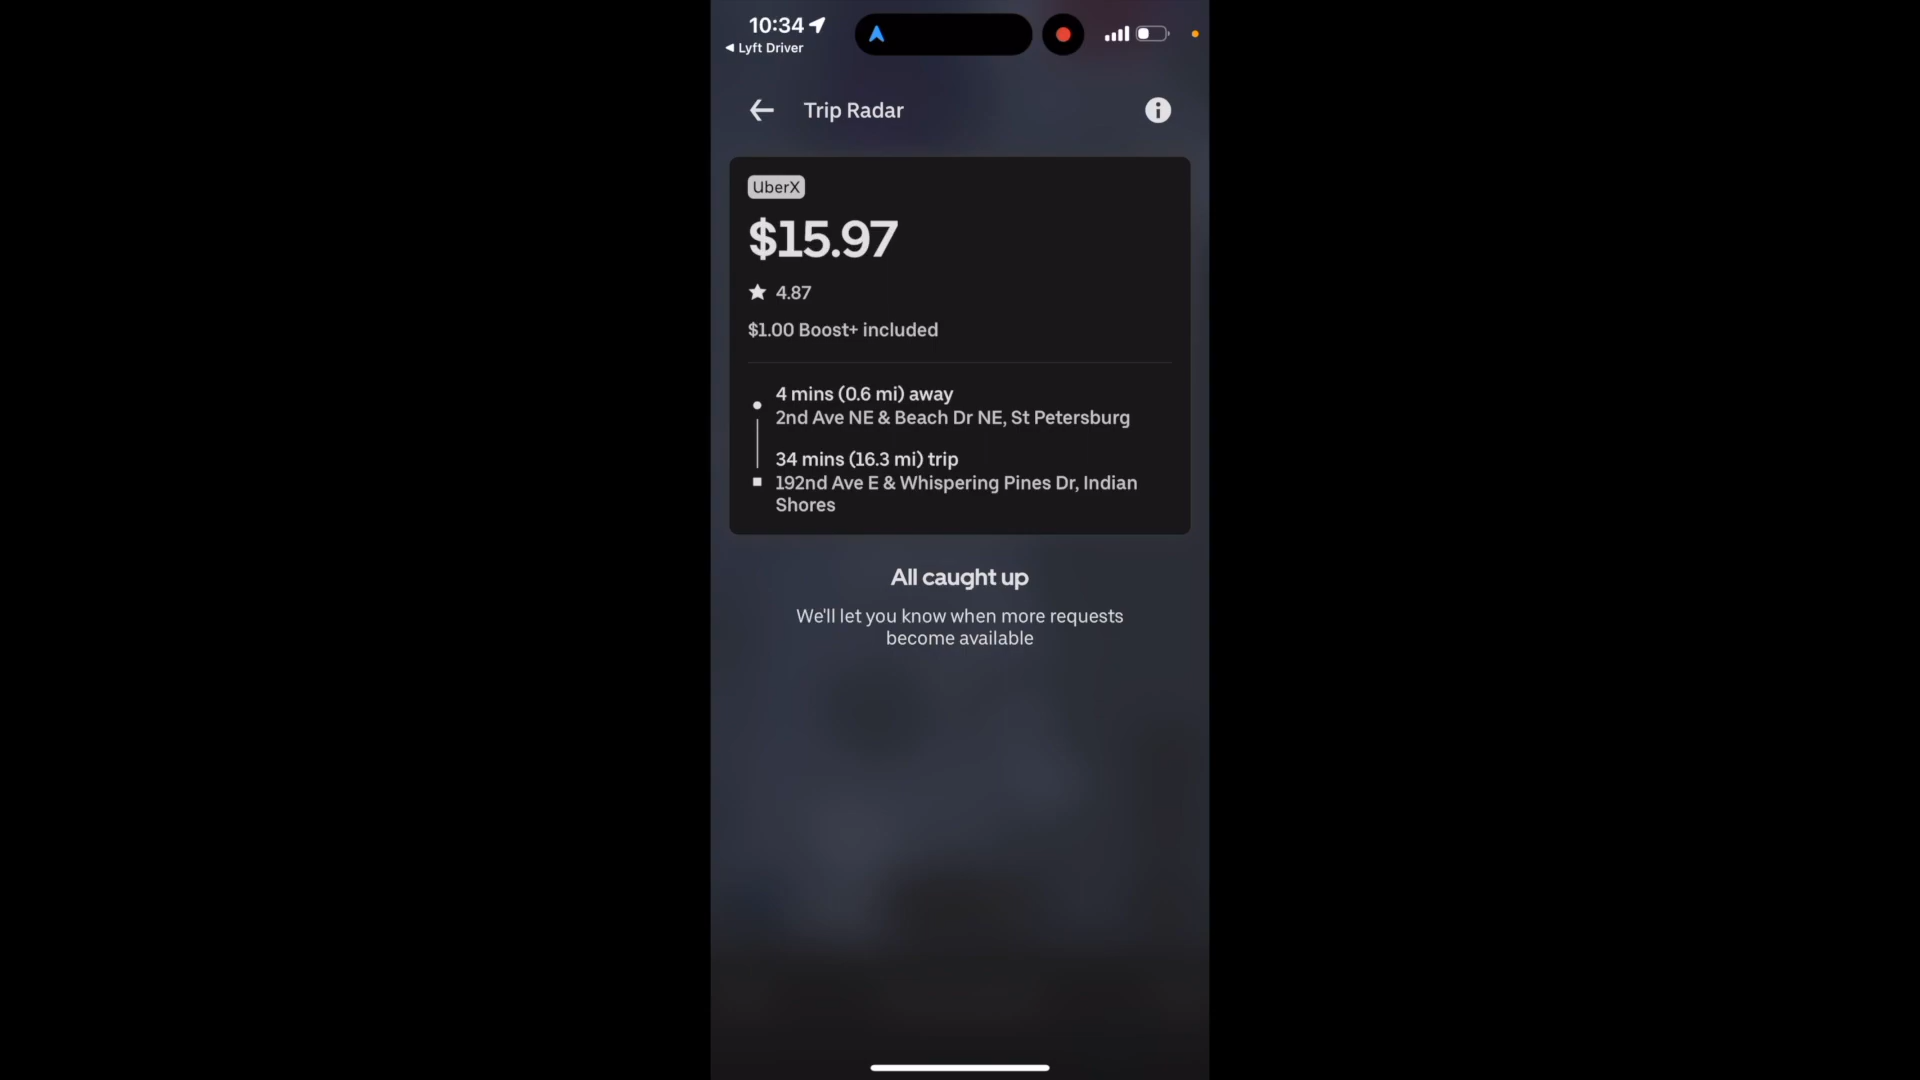 10:34
Lyft Driver
Trip Radar
UberX
$15.97
4.87
$1.00 Boost+ included
4 mins (0.6 mi) away
2nd Ave NE & Beach Dr NE, St Petersburg
34 mins (16.3 mi) trip
192nd Ave E & Whispering Pines Dr, Indian
Shores
All caught up
We'll let you know when more requests
become available